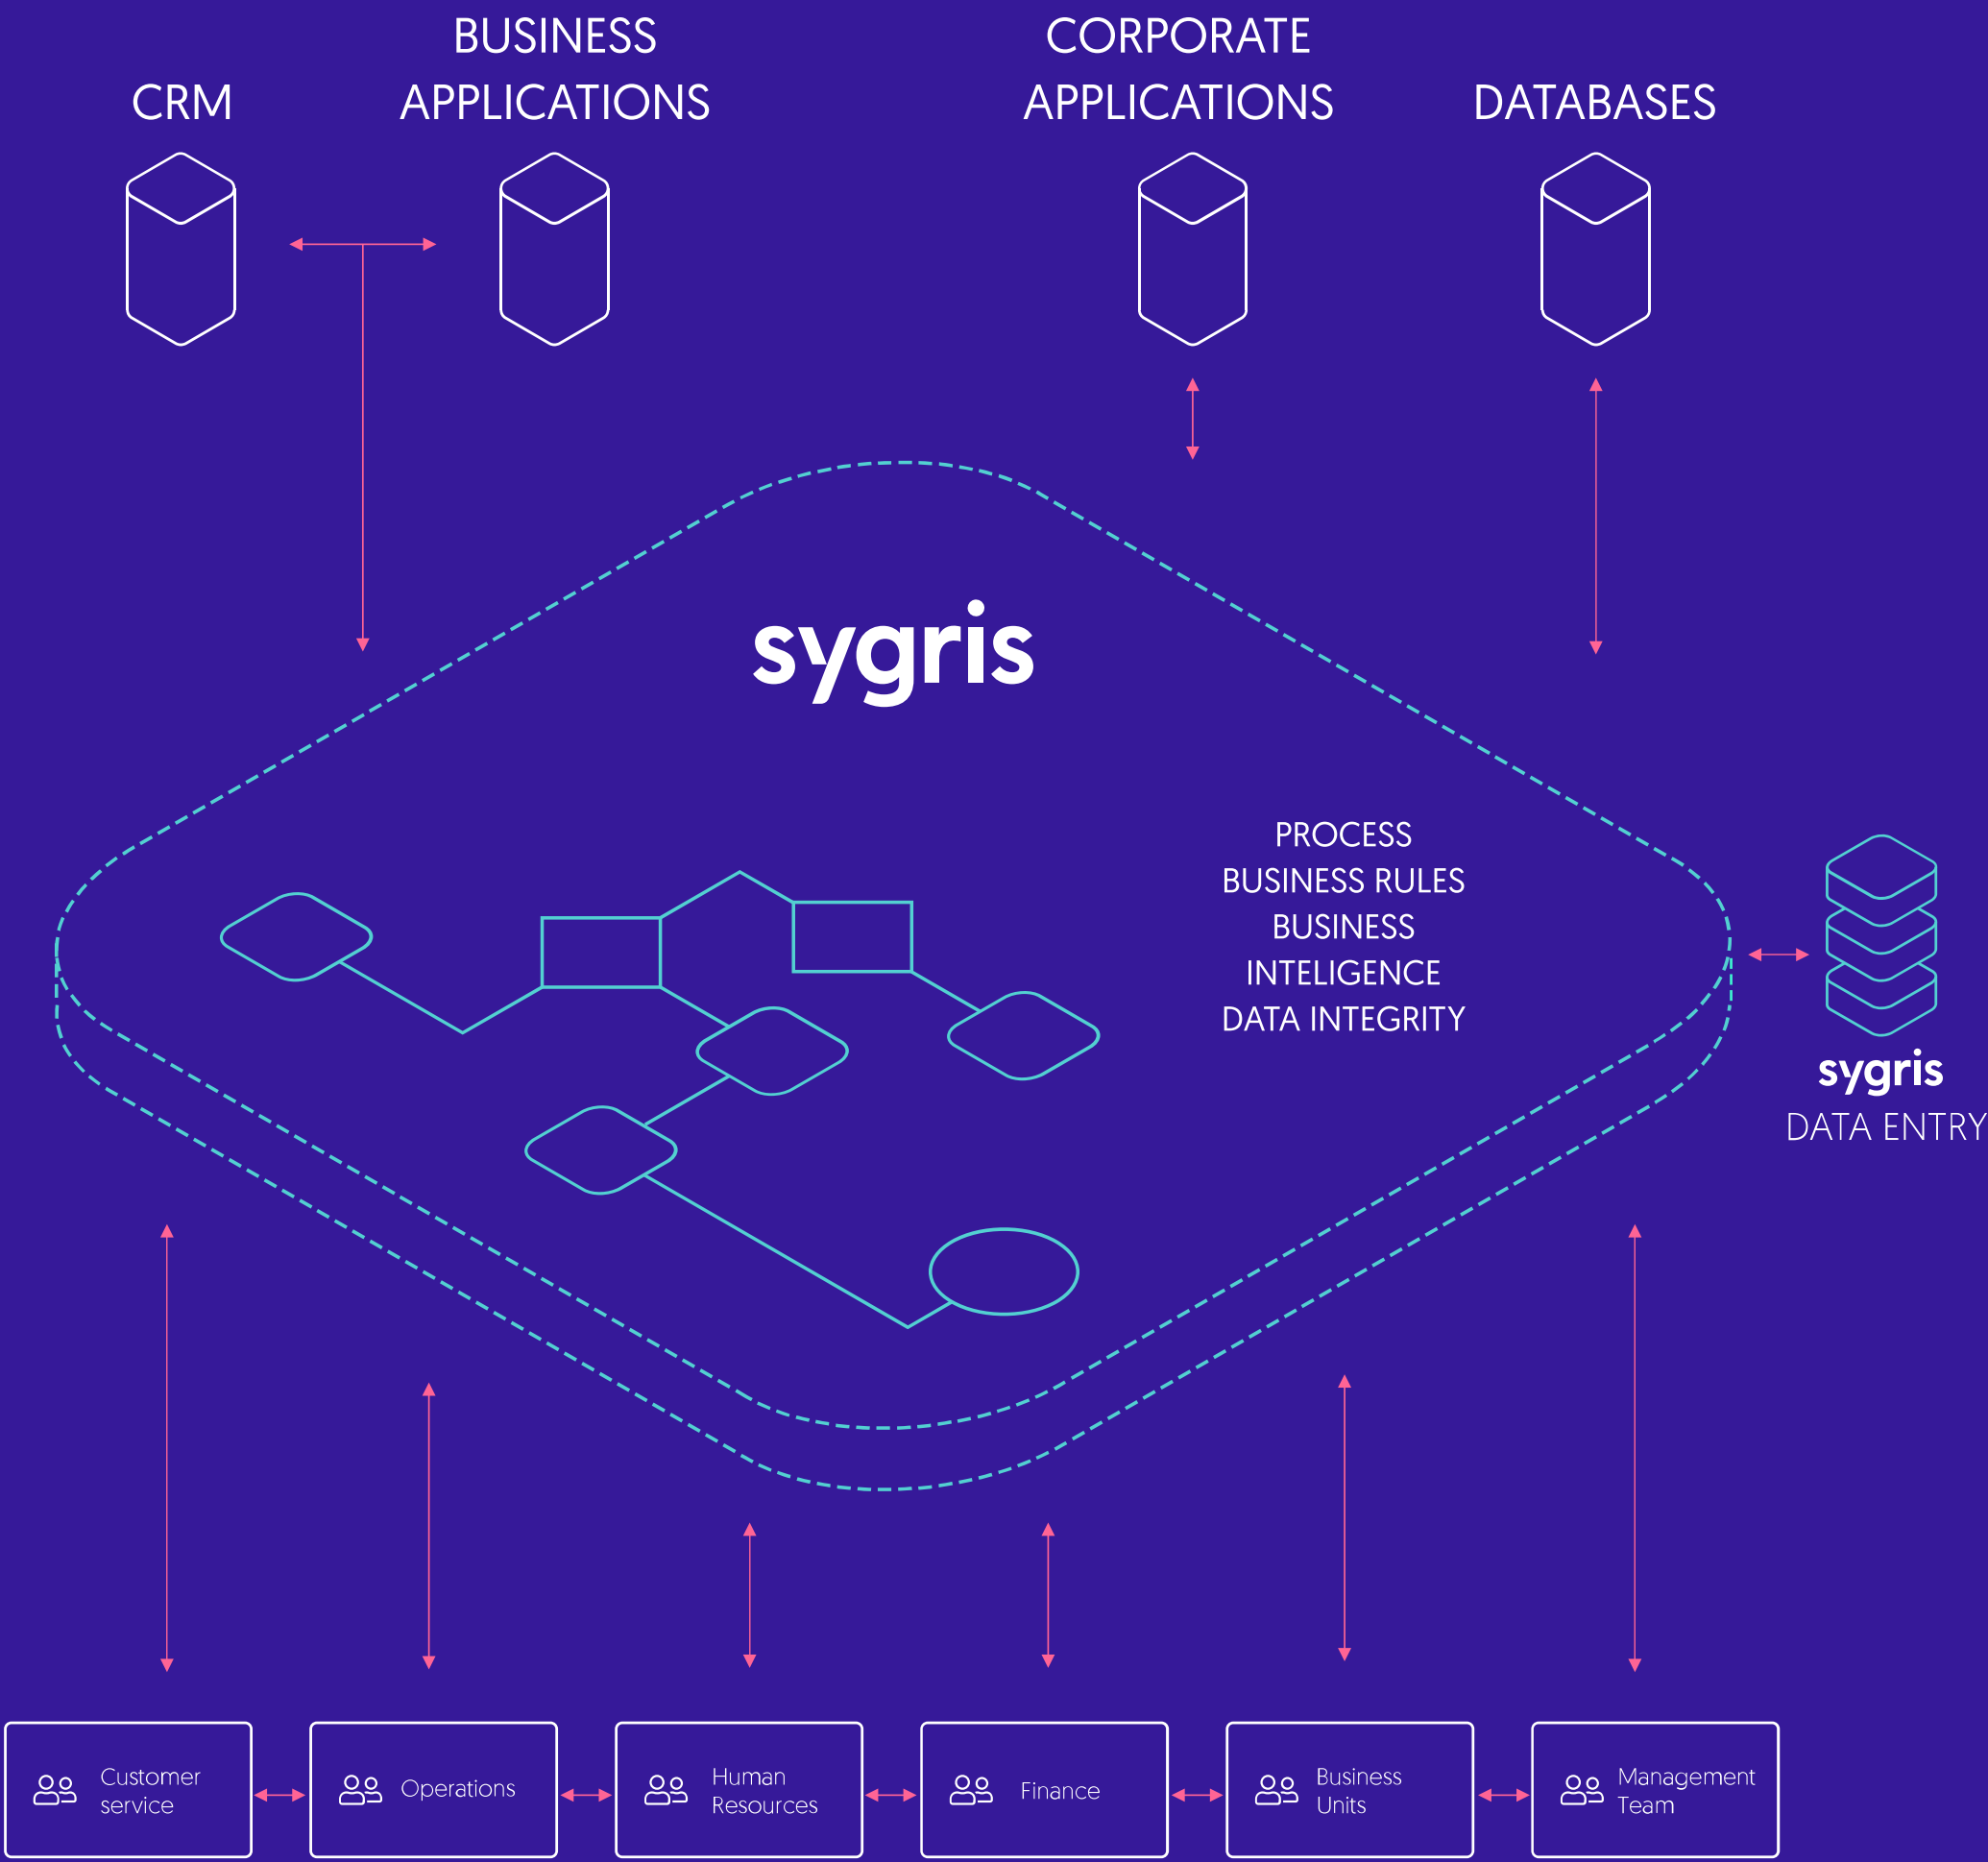 CRM
BUSINESS
APPLICATIONS
CORPORATE
APPLICATIONS
DATABASES
sygris
PROCESS
BUSINESS RULES
BUSINESS
INTELIGENCE
DATA INTEGRITY
sygris
DATA ENTRY
Customer
service
Operations
Human
Resources
Finance
Business
Units
Management
Team